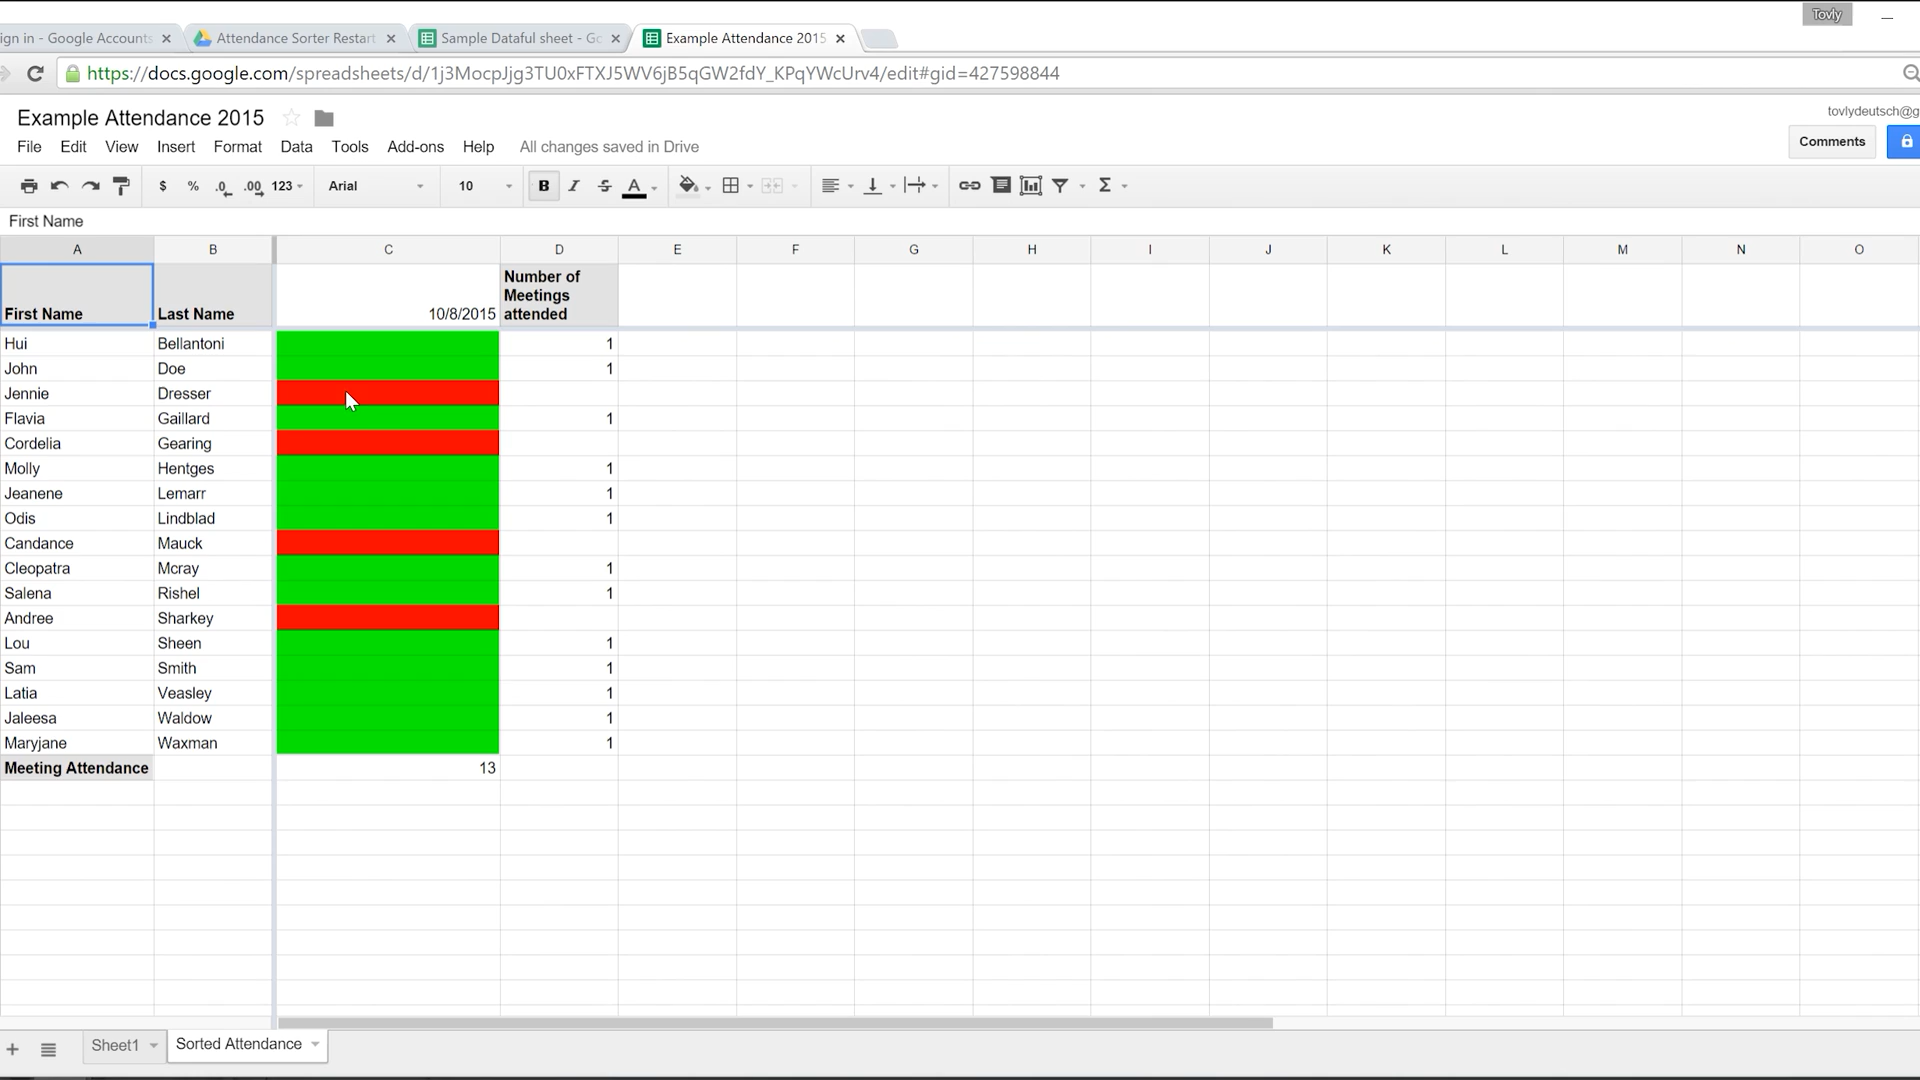 Tovly
ign in - Google Accounts
Attendance Sorter Restart
Sample Dataful sheet - Go
Example Attendance 2015
https://docs.google.com/spreadsheets/d/1j3MocpJjg3TU0xFTXJ5WV6jB5qGW2fdY_KPqYWcUrv4/edit#gid=427598844
Example Attendance 2015
tovlydeutsch@g
File Edit View Insert Format Data Tools Add-ons Help All changes saved in Drive
Comments
$ % .0 .00 123 Arial 10 B I S A Σ
First Name
A B C D E F G H I J K L M N O
First Name Last Name 10/8/2015 Number of Meetings attended
Hui Bellantoni 1
John Doe 1
Jennie Dresser
Flavia Gaillard 1
Cordelia Gearing
Molly Hentges 1
Jeanene Lemarr 1
Odis Lindblad 1
Candance Mauck
Cleopatra Mcray 1
Salena Rishel 1
Andree Sharkey
Lou Sheen 1
Sam Smith 1
Latia Veasley 1
Jaleesa Waldow 1
Maryjane Waxman 1
Meeting Attendance 13
Sheet1 Sorted Attendance